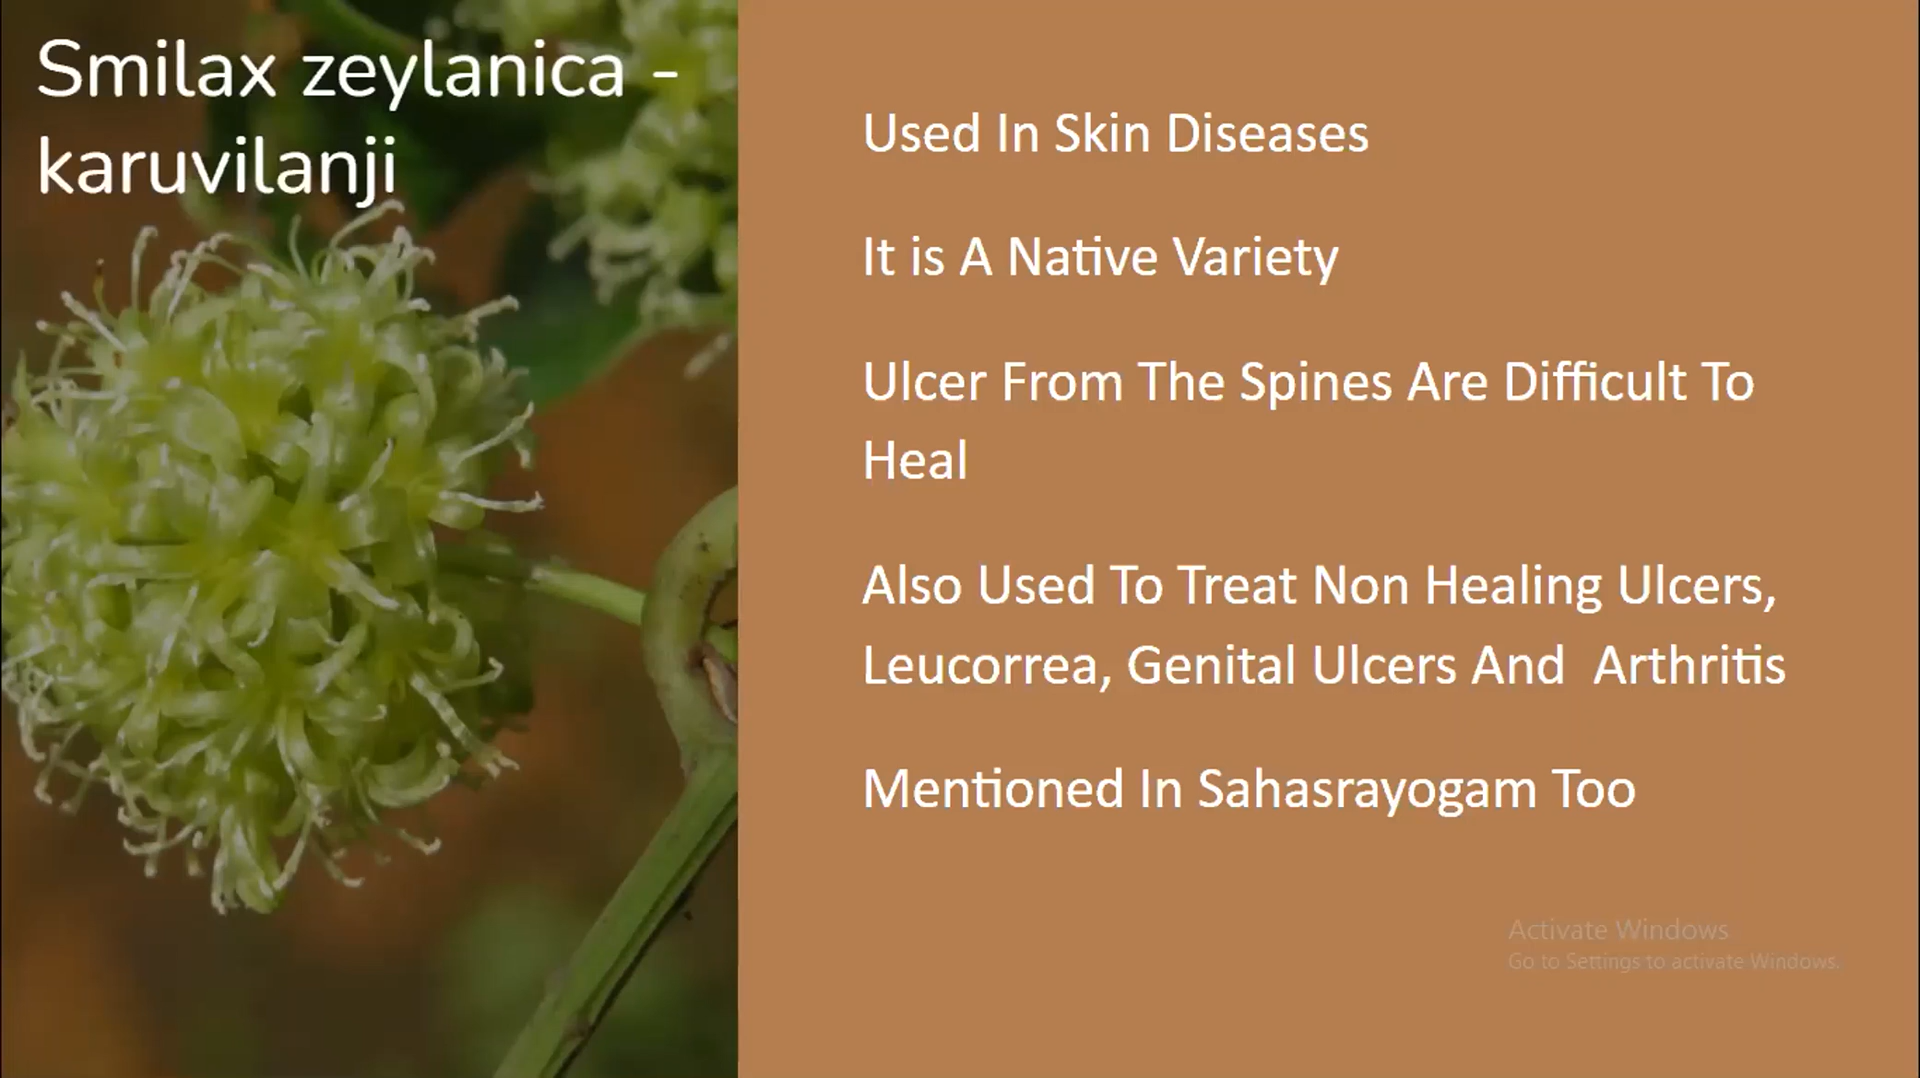 Smilax zeylanica -
karuvilanji
Used In Skin Diseases
It is A Native Variety
Ulcer From The Spines Are Difficult To
Heal
Also Used To Treat Non Healing Ulcers,
Leucorrea, Genital Ulcers And  Arthritis
Mentioned In Sahasrayogam Too
Activate Windows
Go to Settings to activate Windows.